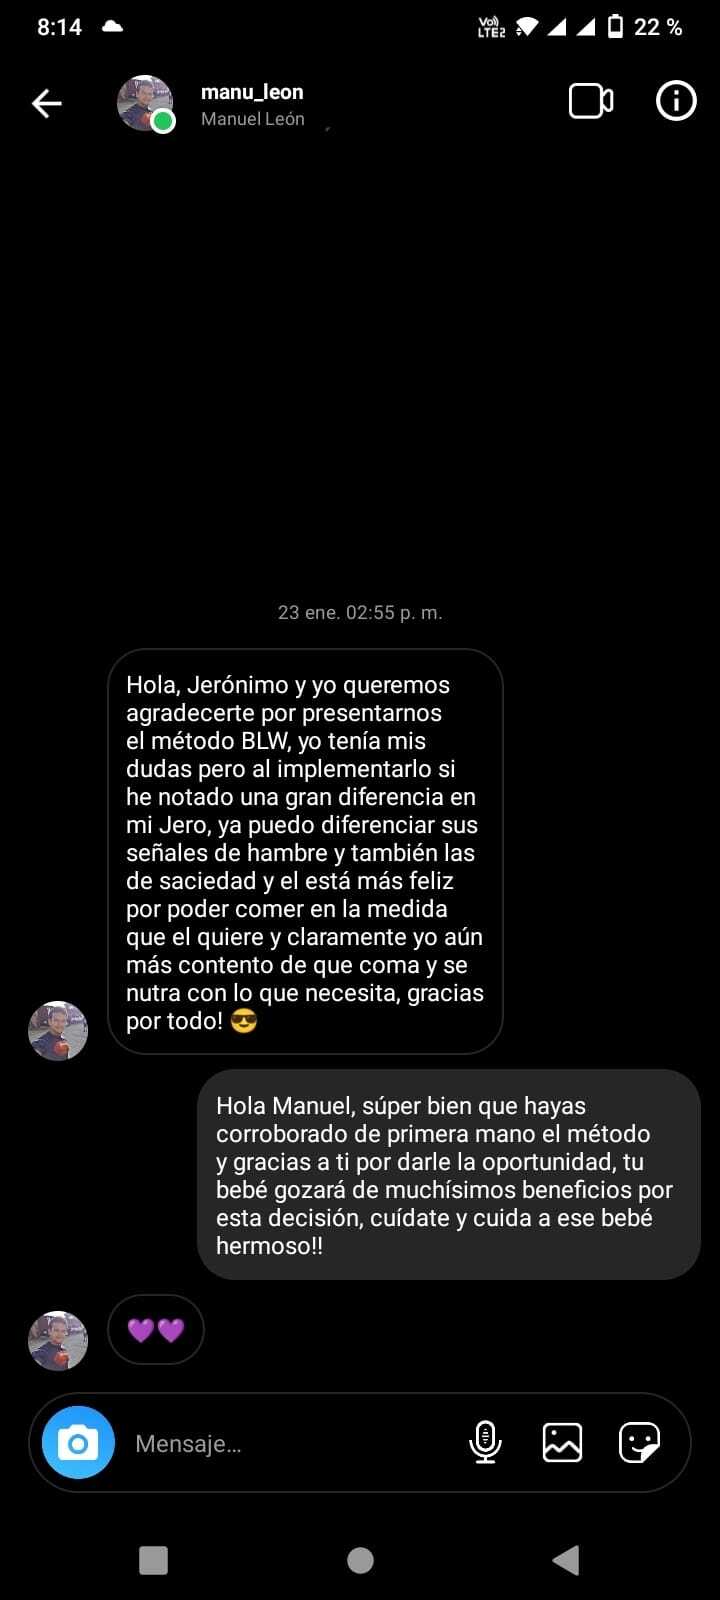 8:14
Vo)) LTE2 22 %
manu_leon
Manuel León
23 ene. 02:55 p. m.
Hola, Jerónimo y yo queremos
agradecerte por presentarnos
el método BLW, yo tenía mis
dudas pero al implementarlo si
he notado una gran diferencia en
mi Jero, ya puedo diferenciar sus
señales de hambre y también las
de saciedad y el está más feliz
por poder comer en la medida
que el quiere y claramente yo aún
más contento de que coma y se
nutra con lo que necesita, gracias
por todo! 😎
Hola Manuel, súper bien que hayas
corroborado de primera mano el método
y gracias a ti por darle la oportunidad, tu
bebé gozará de muchísimos beneficios por
esta decisión, cuídate y cuida a ese bebé
hermoso!!
💜💜
Mensaje...